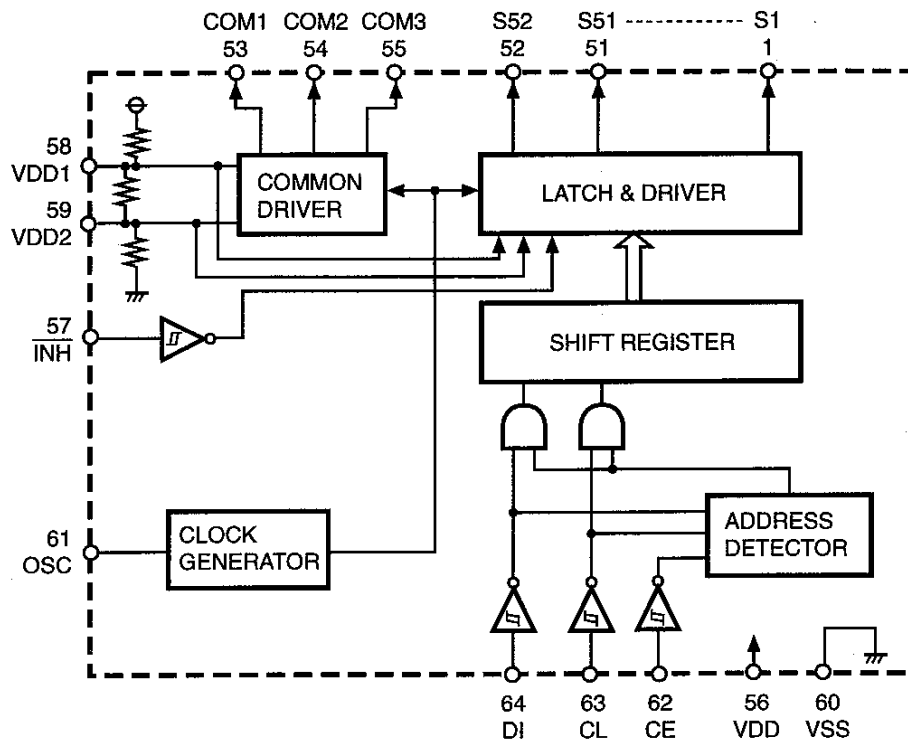 COM1 COM2 COM3 S52 S51 S1
53 54 55 52 51 1
58
VDD1
COMMON
DRIVER
LATCH & DRIVER
59
VDD2
57
INH
SHIFT REGISTER
61
OSC
CLOCK
GENERATOR
ADDRESS
DETECTOR
64 63 62 56 60
DI CL CE VDD VSS